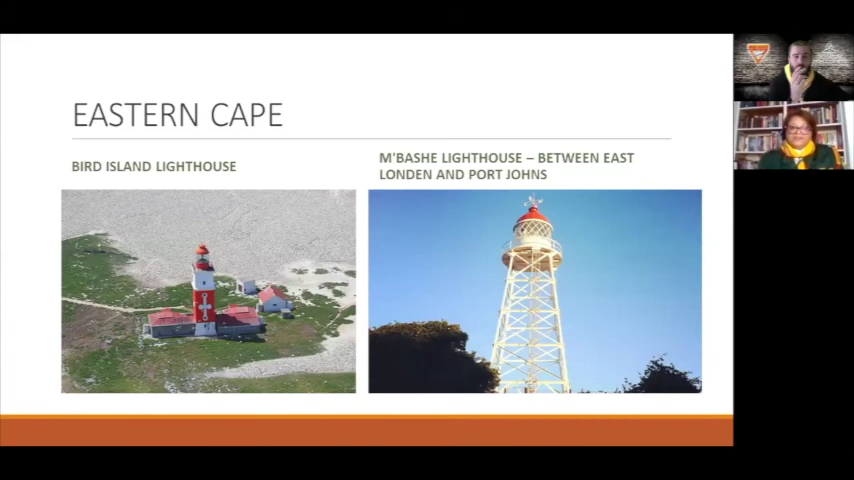 EASTERN CAPE
BIRD ISLAND LIGHTHOUSE
M'BASHE LIGHTHOUSE – BETWEEN EAST
LONDEN AND PORT JOHNS